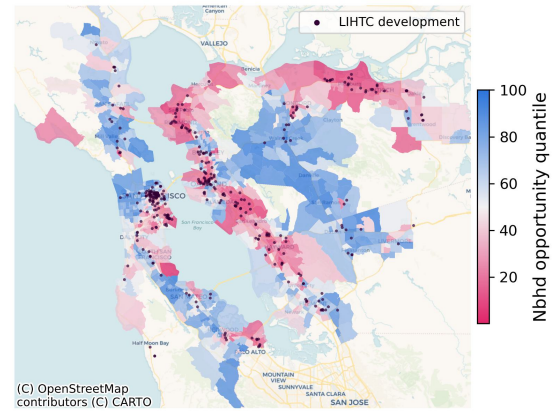 American
Canyon
LIHTC development
VALLEJO
Benicia
ISCO
San Francisco
Bay
Half Moon Bay
ALTO
MOUNTAIN
VIEW
SUNNYVALE
SANTA CLARA
SAN JOSE
(C) OpenStreetMap
contributors (C) CARTO
100
80
60
40
20
Nbhd opportunity quantile